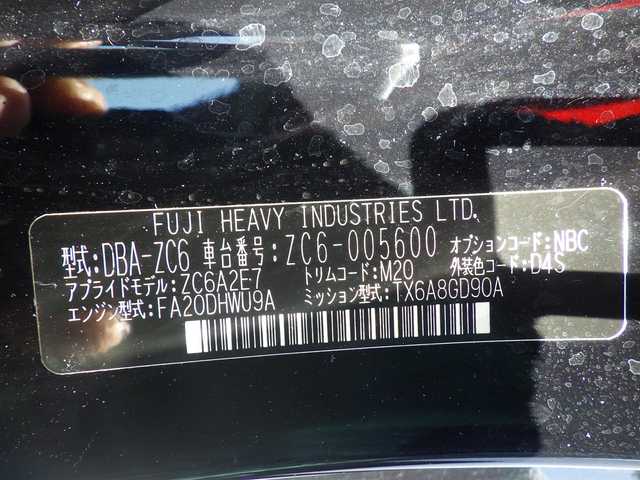 FUJI HEAVY INDUSTRIES LTD.
型式:DBA-ZC6 車台番号:ZC6-005600 オプションコード:NBC
アプライドモデル:ZC6A2E7 トリムコード:M20 外装色コード:D4S
エンジン型式:FA20DHWU9A ミッション型式:TX6A8GD90A